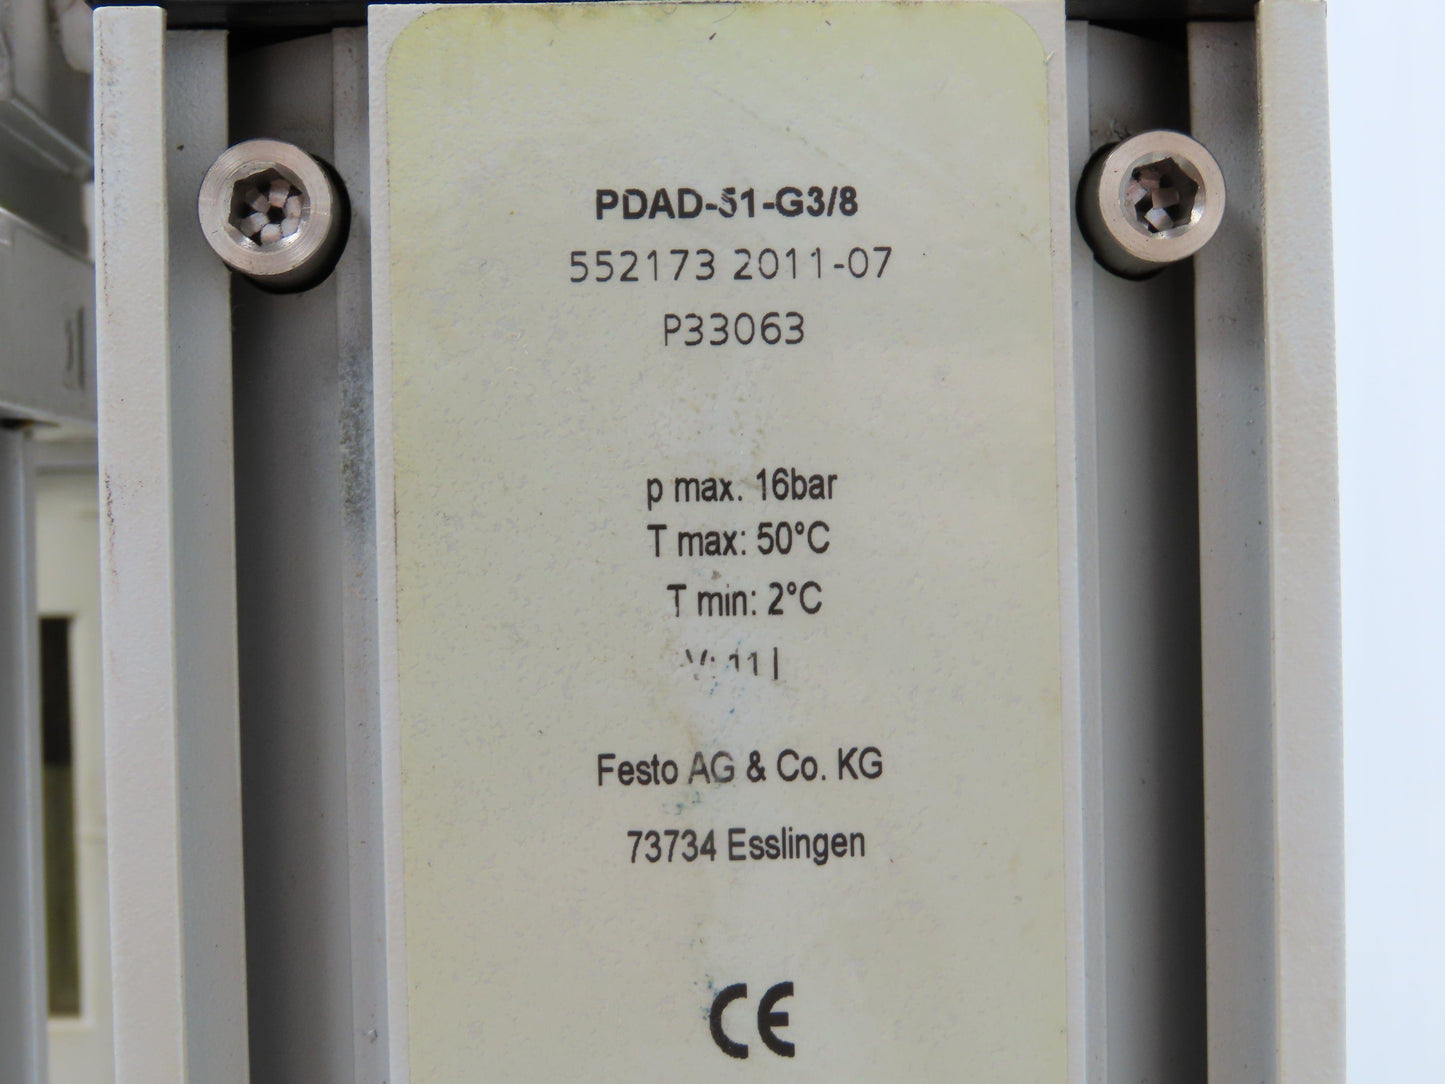 PDAD-51-G3/8
552173 2011-07
P33063
p max. 16bar
T max: 50°C
T min: 2°C
V: 11 l
Festo AG & Co. KG
73734 Esslingen
CE